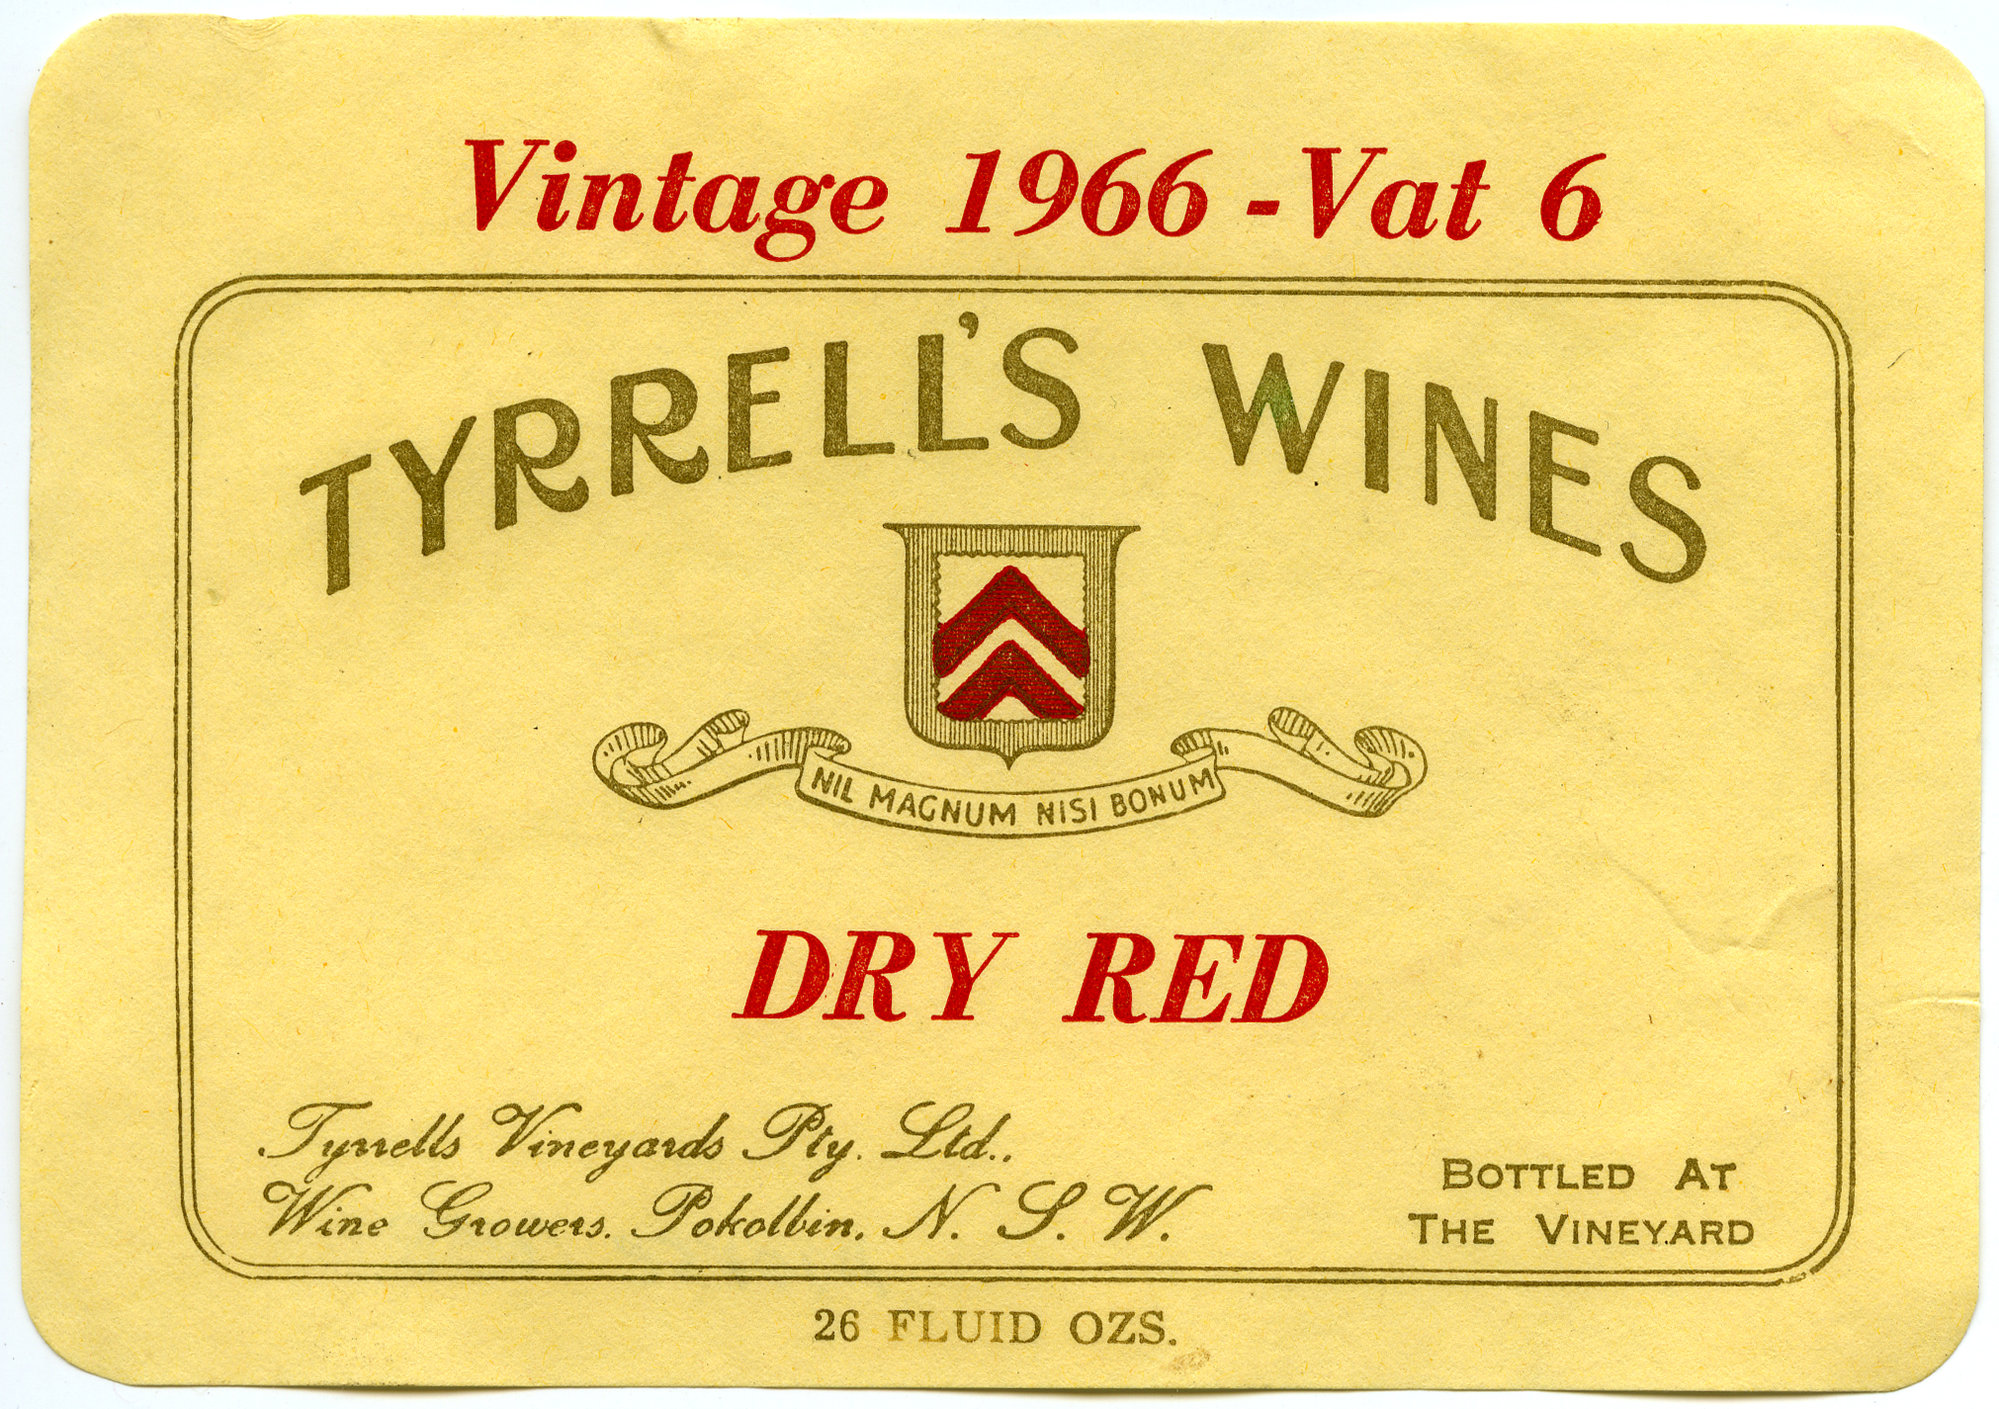 Vintage 1966 - Vat 6
TYRRELL'S WINES
NIL MAGNUM NISI BONUM
DRY RED
Tyrrells Vineyards Pty. Ltd..
Wine Growers. Pokolbin. N. S. W.
BOTTLED AT
THE VINEYARD
26 FLUID OZS.